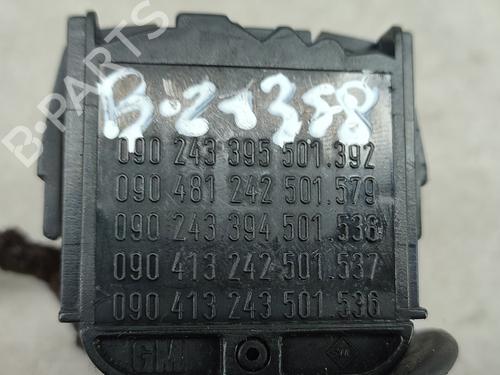 B-PARTS
B-2-358
090 243 395 501.392
090 481 242 501.579
090 243 394 501.538
090 413 242 501.537
090 413 243 501.536
GM